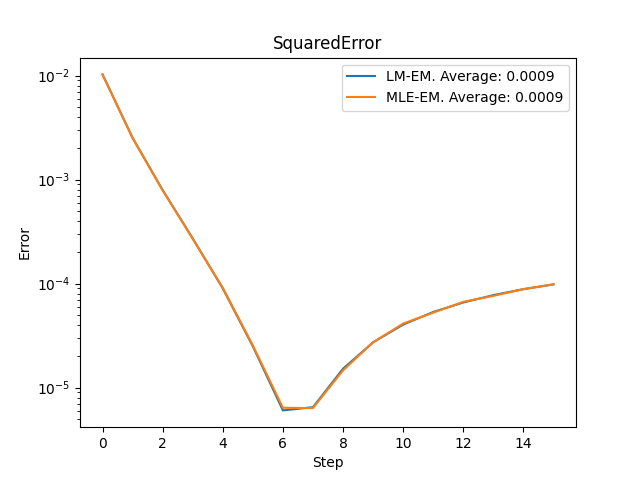 SquaredError
LM-EM. Average: 0.0009
MLE-EM. Average: 0.0009
Error
10⁻²
10⁻³
10⁻⁴
10⁻⁵
0 2 4 6 8 10 12 14
Step